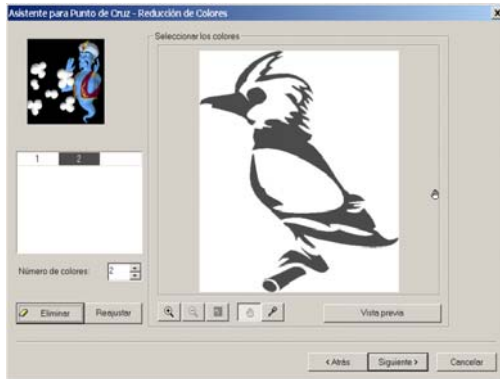 Asistente para Punto de Cruz - Reducción de Colores
Seleccionar los colores
1 2
Número de colores: 2
Eliminar Reajustar
Vista previa
< Atrás Siguiente > Cancelar